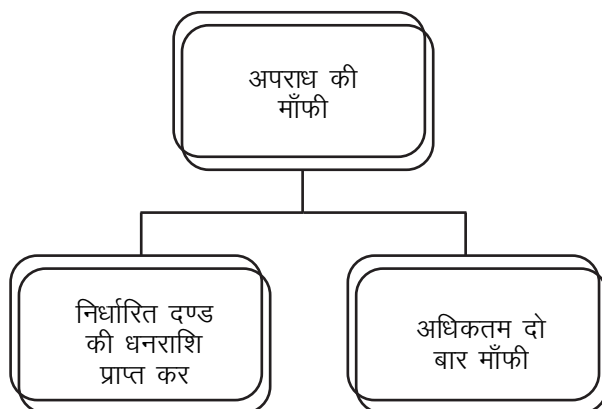 अपराध की
माँफी
निर्धारित दण्ड
की धनराशि
प्राप्त कर
अधिकतम दो
बार माँफी